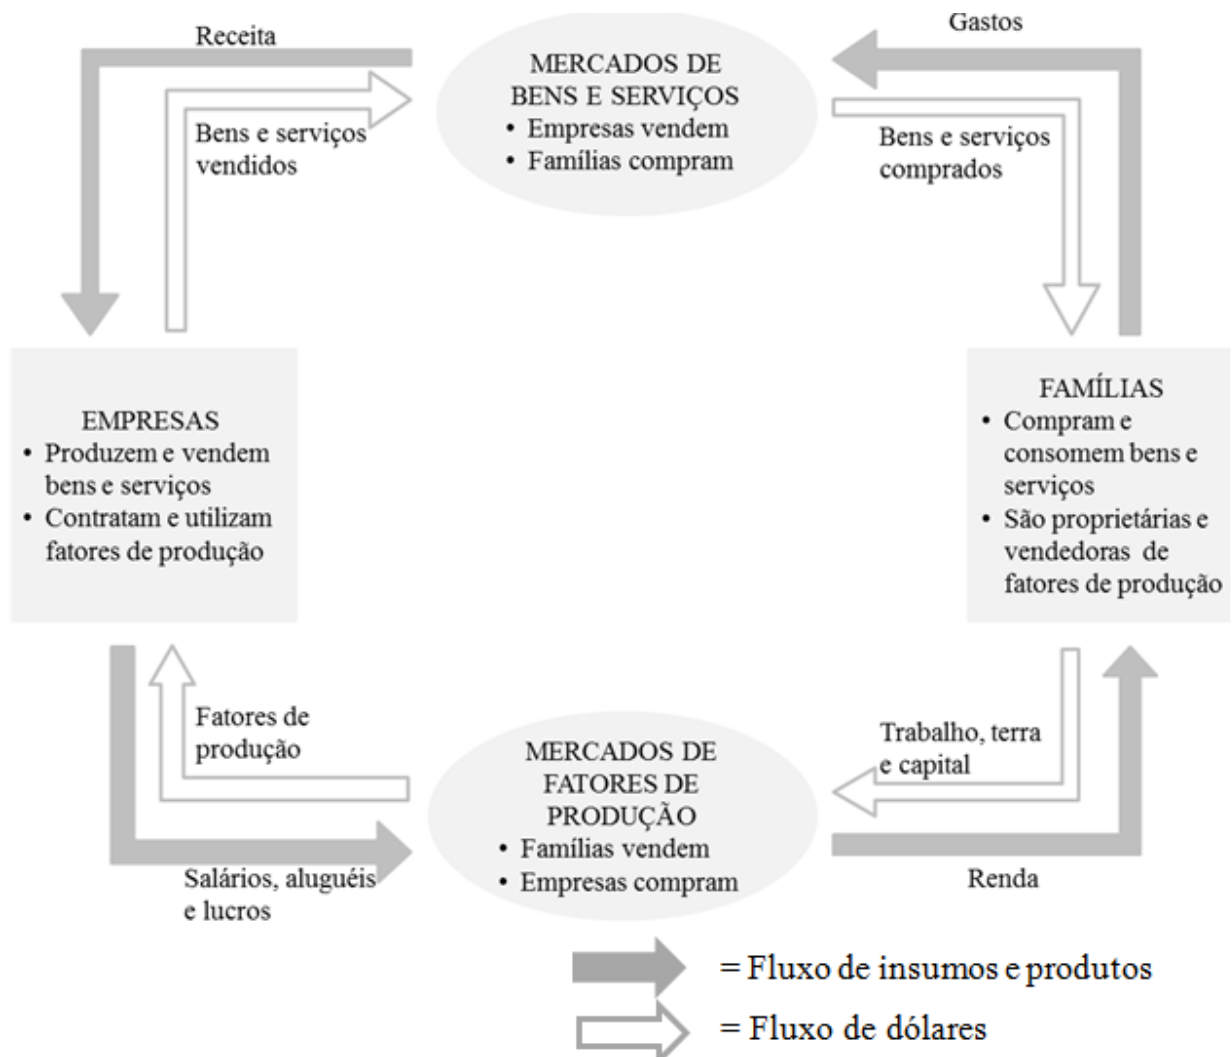 Receita
Gastos
MERCADOS DE
BENS E SERVIÇOS
• Empresas vendem
• Famílias compram
Bens e serviços
vendidos
Bens e serviços
comprados
EMPRESAS
• Produzem e vendem
bens e serviços
• Contratam e utilizam
fatores de produção
FAMÍLIAS
• Compram e
consomem bens e
serviços
• São proprietárias e
vendedoras de
fatores de produção
Fatores de
produção
Trabalho, terra
e capital
MERCADOS DE
FATORES DE
PRODUÇÃO
• Famílias vendem
• Empresas compram
Salários, aluguéis
e lucros
Renda
= Fluxo de insumos e produtos
= Fluxo de dólares